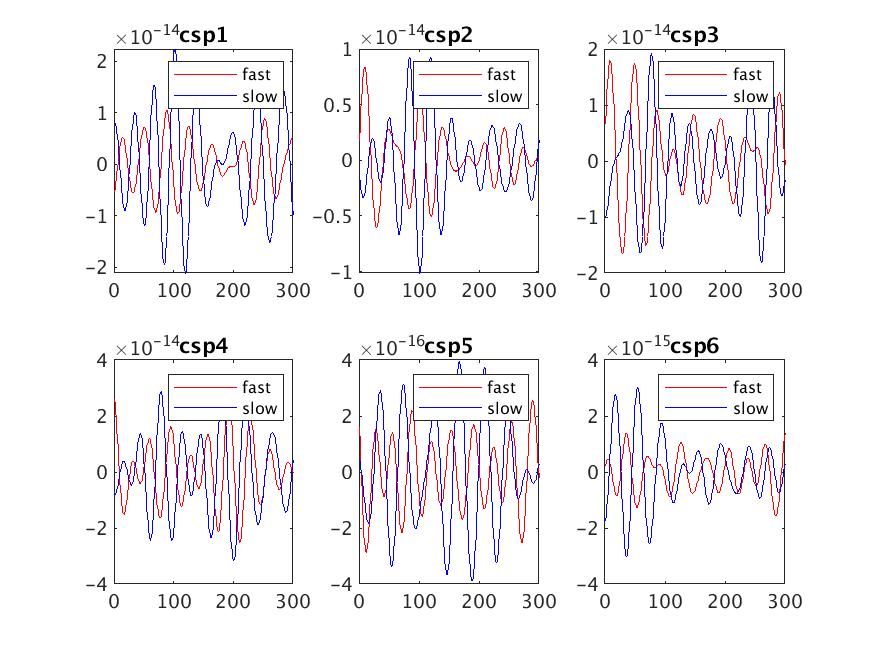 ×10⁻¹⁴ csp1
2
1
0
−1
−2
0 100 200 300
fast
slow
×10⁻¹⁴ csp2
1
0.5
0
−0.5
−1
0 100 200 300
fast
slow
×10⁻¹⁴ csp3
2
1
0
−1
−2
0 100 200 300
fast
slow
×10⁻¹⁴ csp4
4
2
0
−2
−4
0 100 200 300
fast
slow
×10⁻¹⁶ csp5
4
2
0
−2
−4
0 100 200 300
fast
slow
×10⁻¹⁵ csp6
4
2
0
−2
−4
0 100 200 300
fast
slow